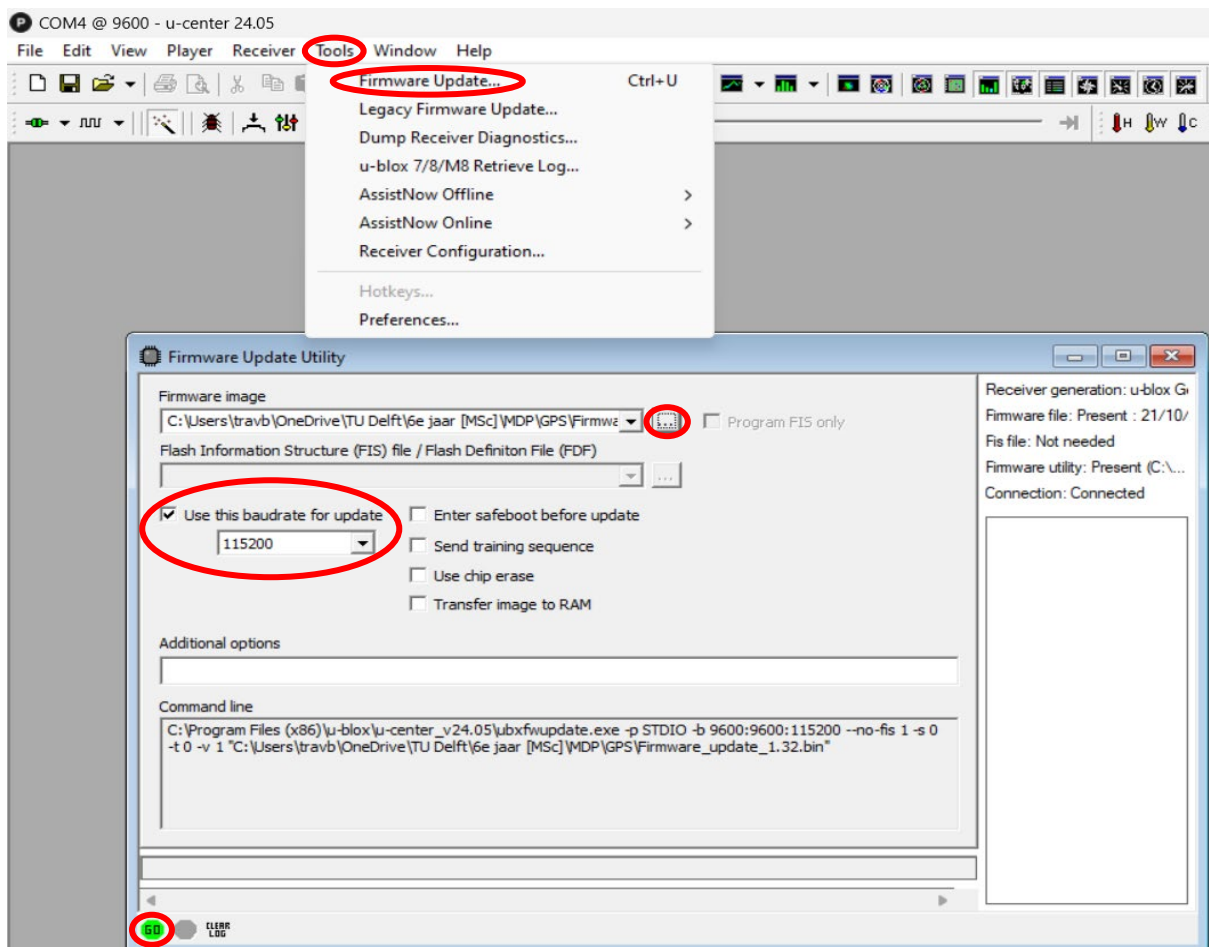 COM4 @ 9600 - u-center 24.05
File Edit View Player Receiver Tools Window Help
Firmware Update... Ctrl+U
Legacy Firmware Update...
Dump Receiver Diagnostics...
u-blox 7/8/M8 Retrieve Log...
AssistNow Offline >
AssistNow Online >
Receiver Configuration...
Hotkeys...
Preferences...
H W C
Firmware Update Utility
Firmware image
C:\Users\travb\OneDrive\TU Delft\6e jaar [MSc]\MDP\GPS\Firmwa ... Program FIS only
Flash Information Structure (FIS) file / Flash Definiton File (FDF)
...
Use this baudrate for update Enter safeboot before update
115200 Send training sequence
Use chip erase
Transfer image to RAM
Additional options
Command line
C:\Program Files (x86)\u-blox\u-center_v24.05\ubxfwupdate.exe -p STDIO -b 9600:9600:115200 --no-fis 1 -s 0
-t 0 -v 1 "C:\Users\travb\OneDrive\TU Delft\6e jaar [MSc]\MDP\GPS\Firmware_update_1.32.bin"
Receiver generation: u-blox G
Firmware file: Present : 21/10/
Fis file: Not needed
Firmware utility: Present (C:\...
Connection: Connected
GO CLEAR
LOG